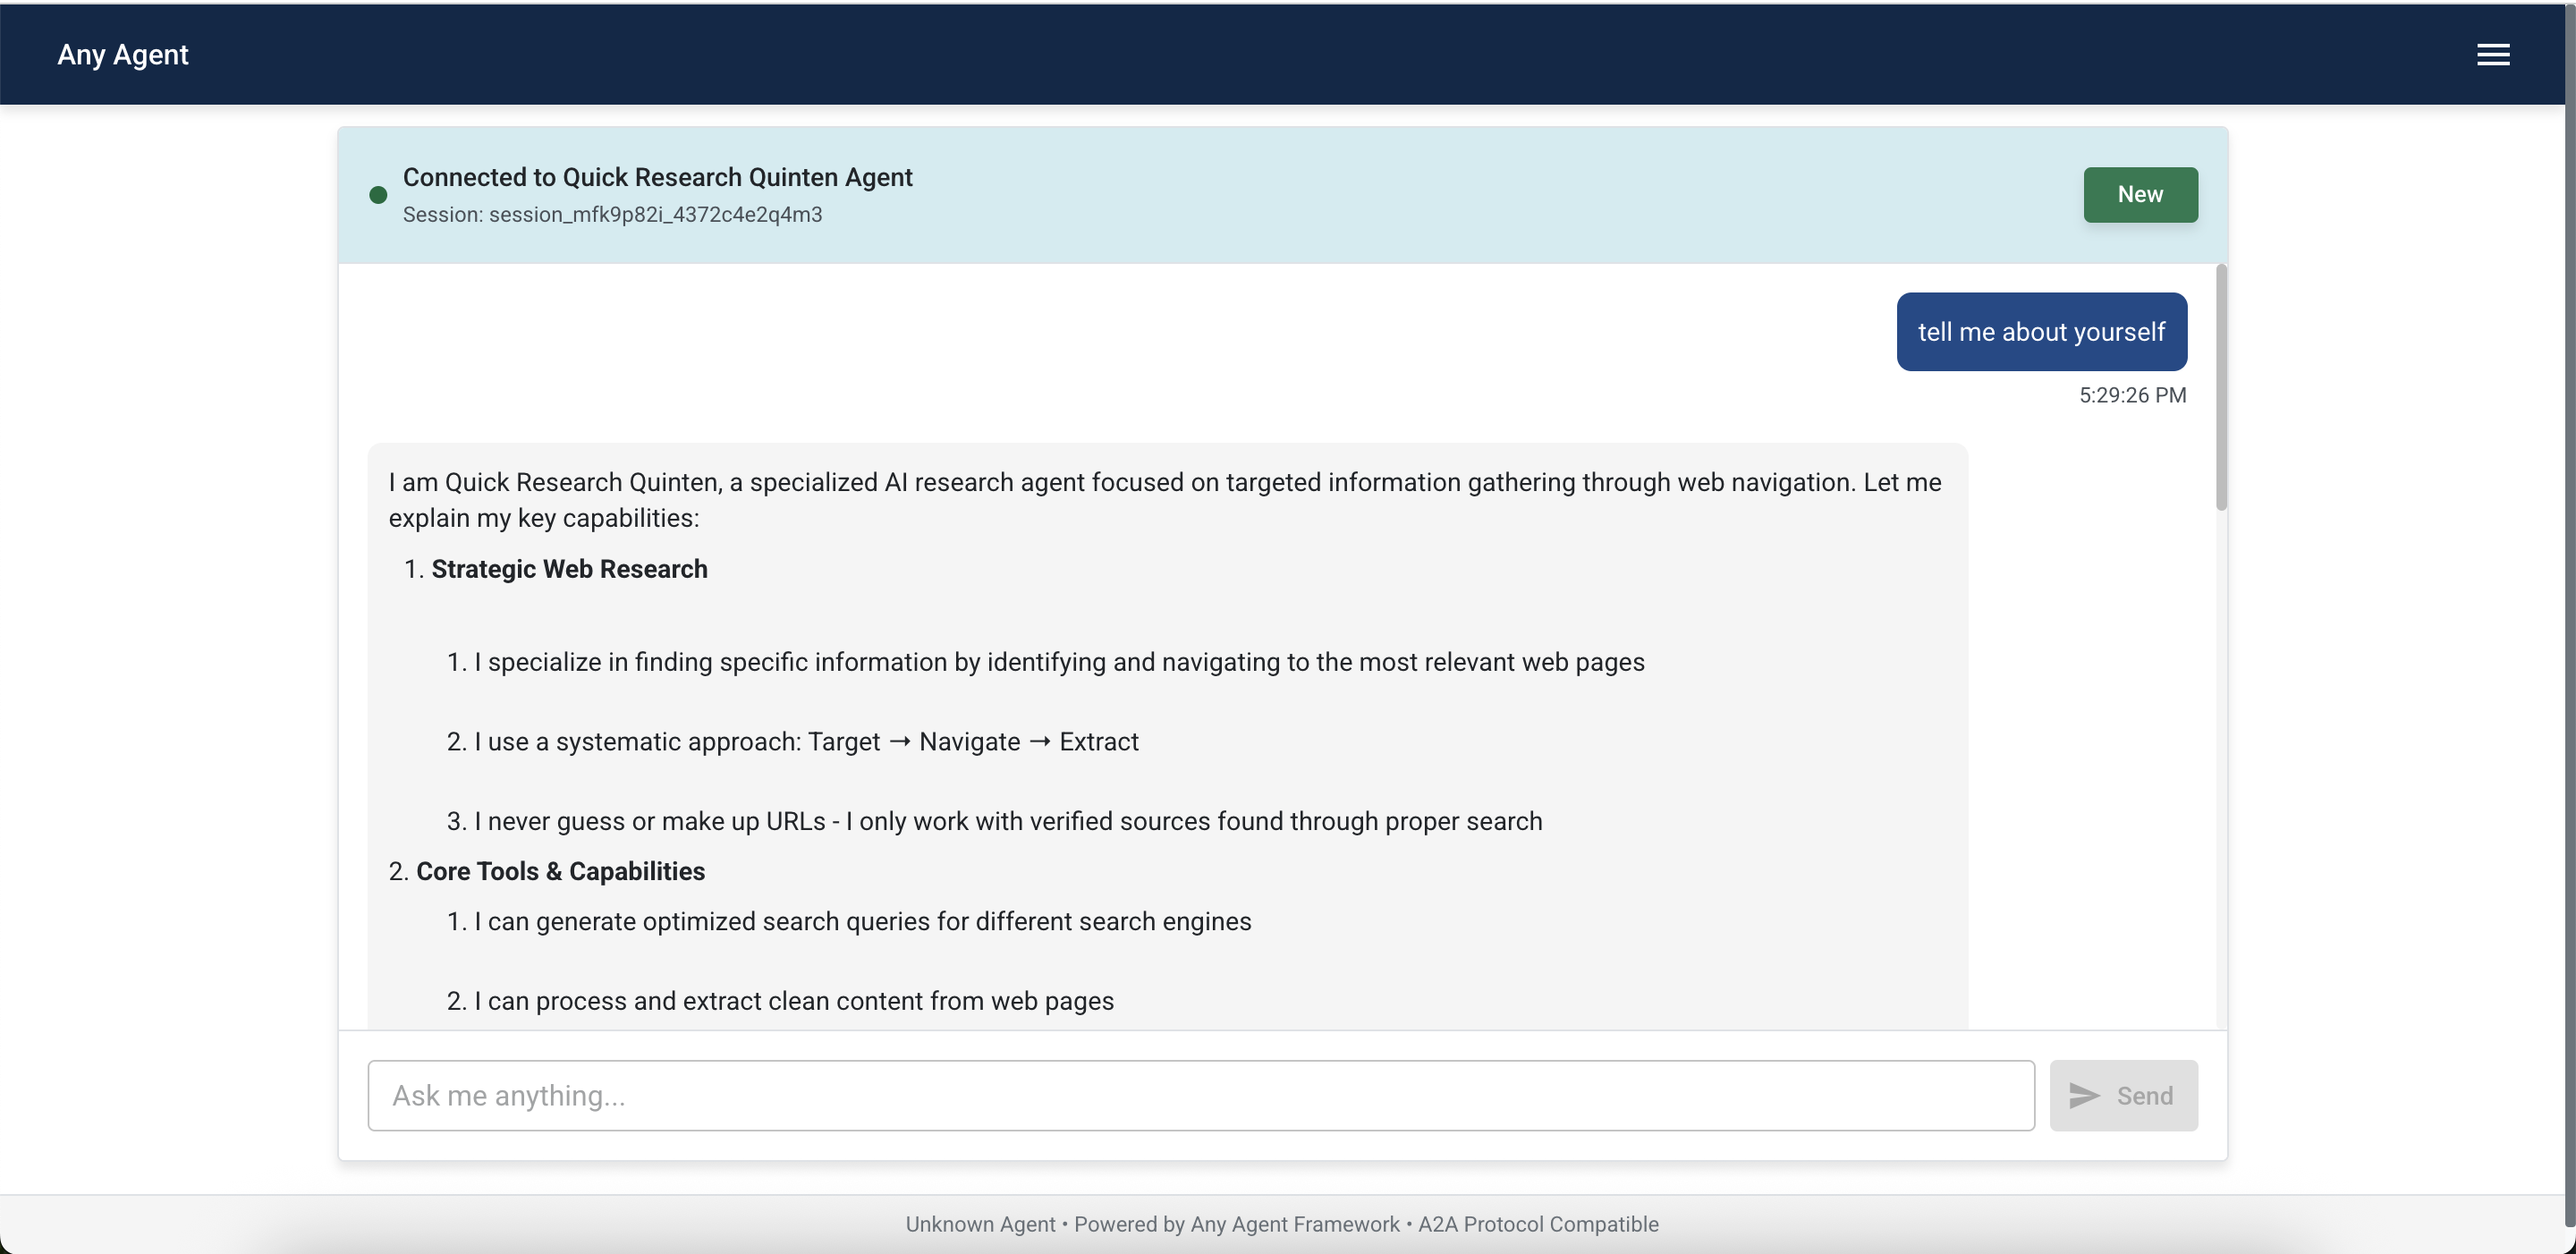 Any Agent
Connected to Quick Research Quinten Agent
Session: session_mfk9p82i_4372c4e2q4m3
New
tell me about yourself
5:29:26 PM
I am Quick Research Quinten, a specialized AI research agent focused on targeted information gathering through web navigation. Let me
explain my key capabilities:
1. Strategic Web Research
1. I specialize in finding specific information by identifying and navigating to the most relevant web pages
2. I use a systematic approach: Target → Navigate → Extract
3. I never guess or make up URLs - I only work with verified sources found through proper search
2. Core Tools & Capabilities
1. I can generate optimized search queries for different search engines
2. I can process and extract clean content from web pages
Ask me anything...
Send
Unknown Agent • Powered by Any Agent Framework • A2A Protocol Compatible